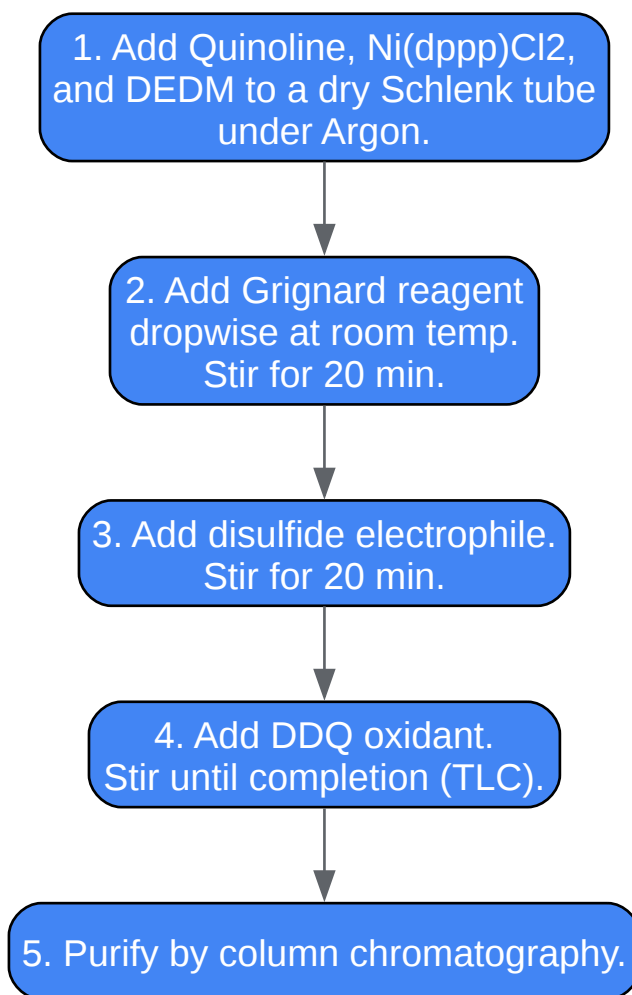 1. Add Quinoline, Ni(dppp)Cl2,
and DEDM to a dry Schlenk tube
under Argon.
2. Add Grignard reagent
dropwise at room temp.
Stir for 20 min.
3. Add disulfide electrophile.
Stir for 20 min.
4. Add DDQ oxidant.
Stir until completion (TLC).
5. Purify by column chromatography.